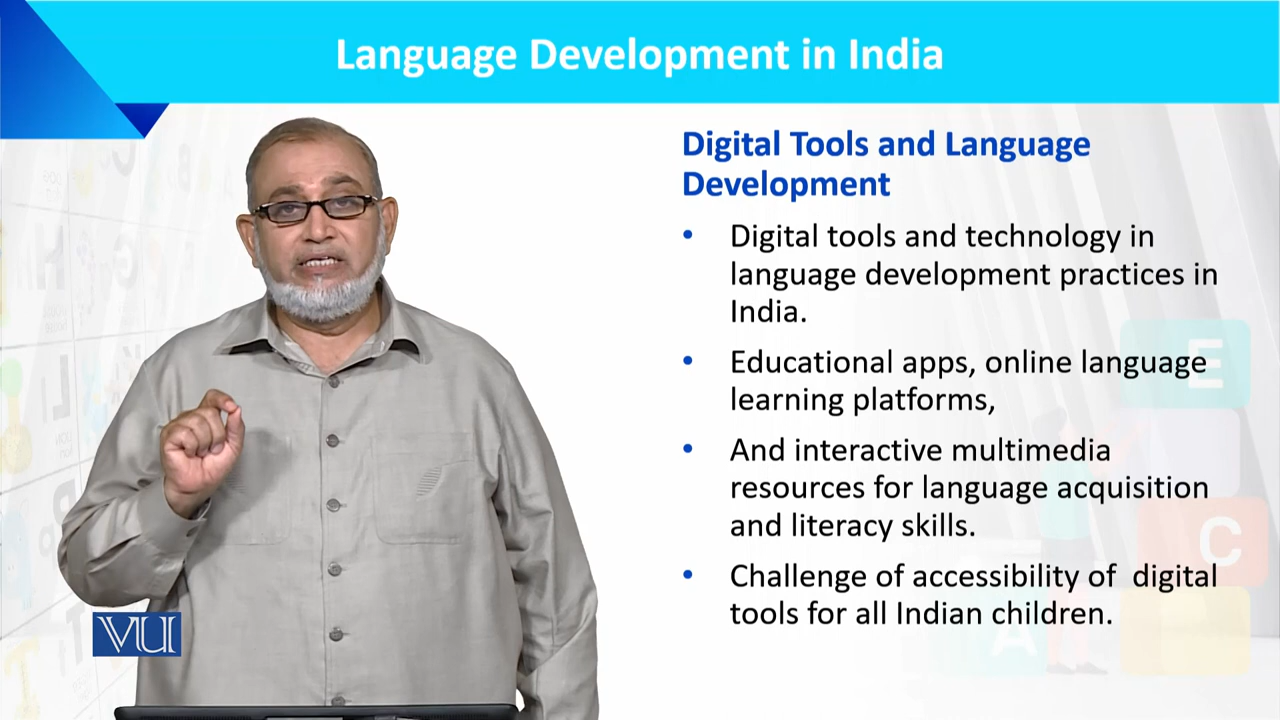 Language Development in India
Digital Tools and Language
Development
• Digital tools and technology in
language development practices in
India.
• Educational apps, online language
learning platforms,
• And interactive multimedia
resources for language acquisition
and literacy skills.
• Challenge of accessibility of  digital
tools for all Indian children.
VU
E
C
A